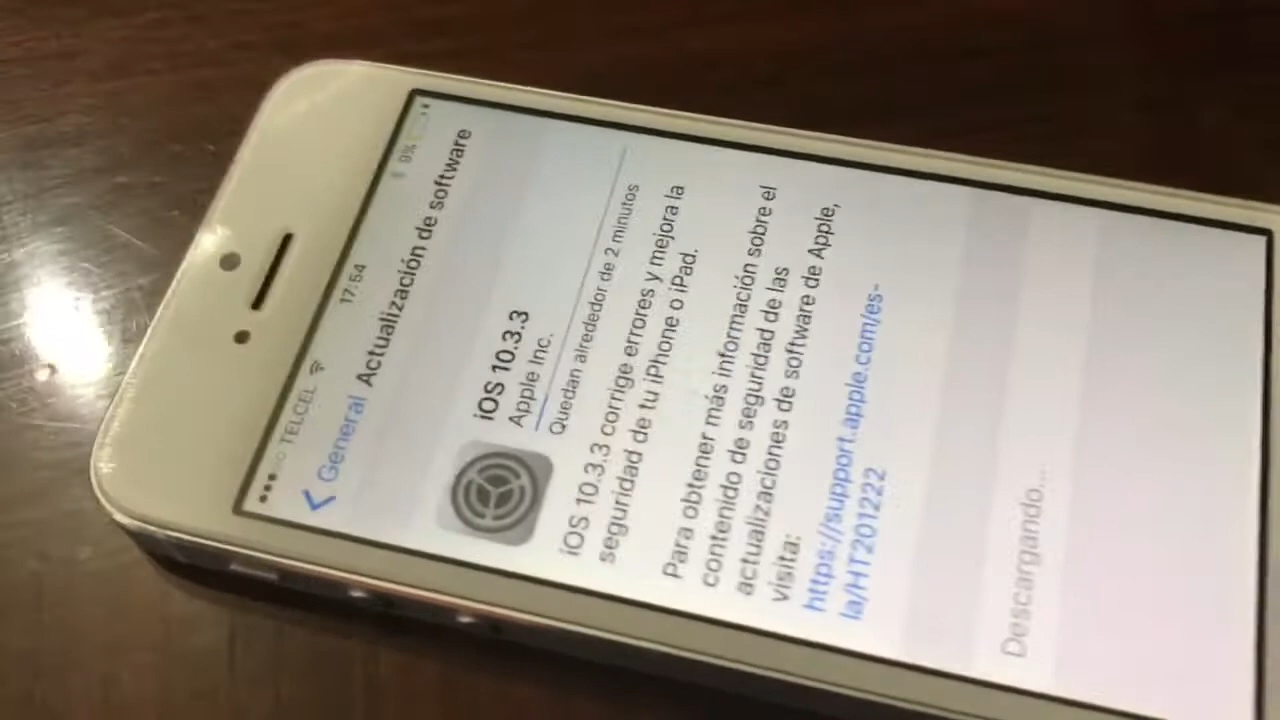 TELCEL 17:54 9%
General Actualización de software
iOS 10.3.3
Apple Inc.
Quedan alrededor de 2 minutos
iOS 10.3.3 corrige errores y mejora la
seguridad de tu iPhone o iPad.
Para obtener más información sobre el
contenido de seguridad de las
actualizaciones de software de Apple,
visita:
https://support.apple.com/es-
la/HT201222
Descargando...